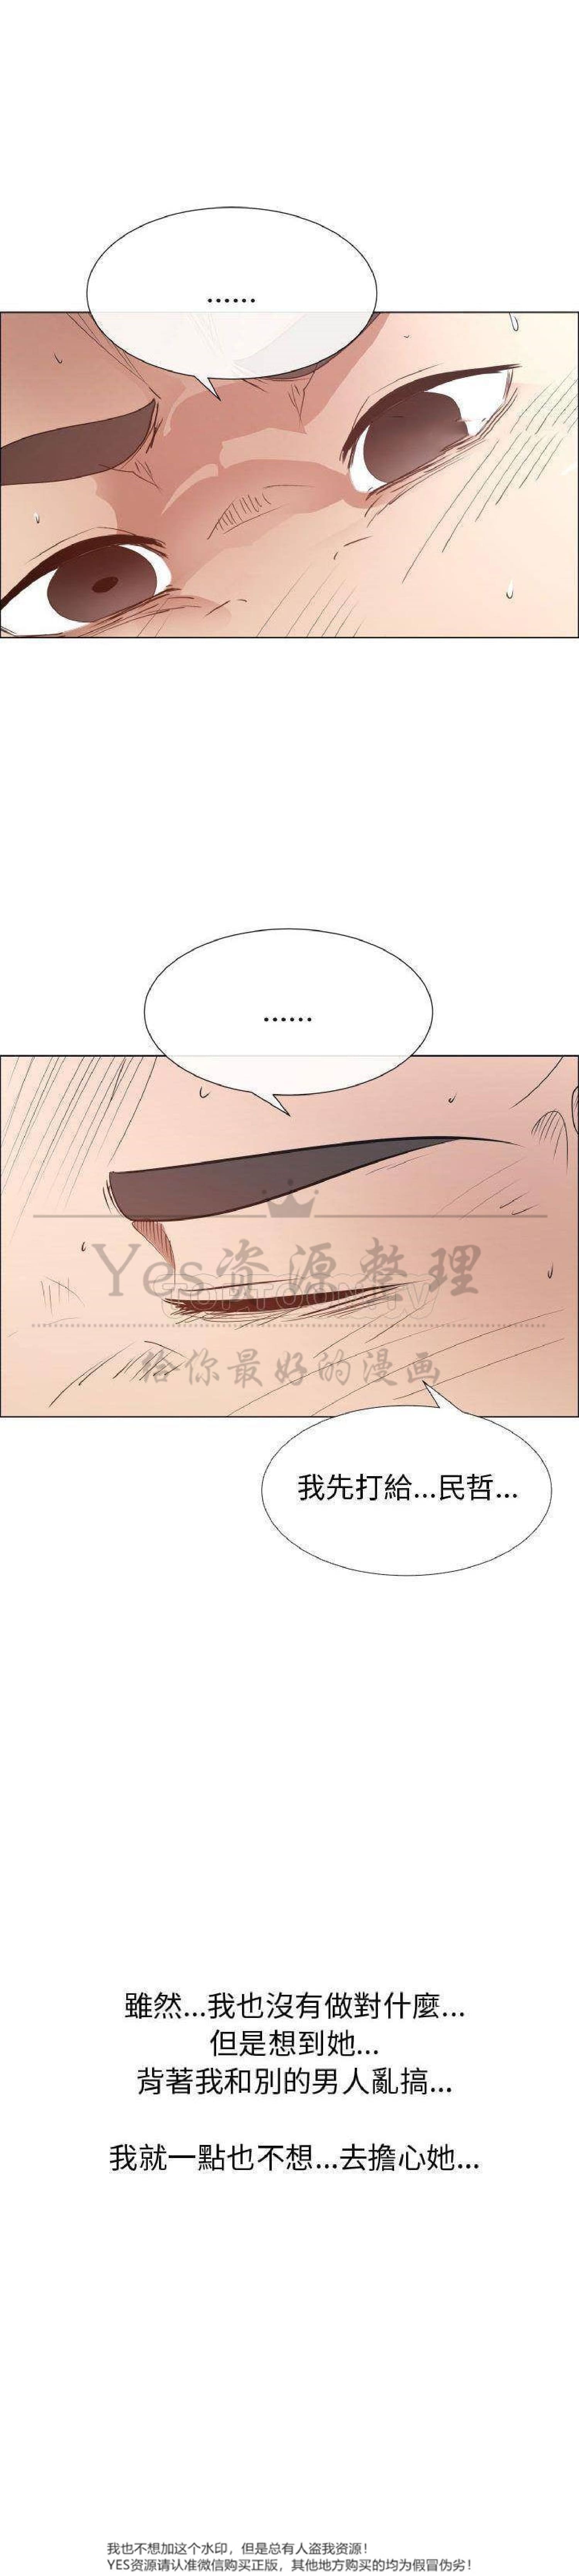 ……
……
Yes资源整理
给你最好的漫画
我先打給...民哲...
雖然...我也沒有做對什麼...
但是想到她...
背著我和別的男人亂搞...
我就一點也不想...去擔心她...
我也不想加这个水印，但是总有人盗我资源！
YES资源请认准微信购买正版，其他地方购买的均为假冒伪劣！